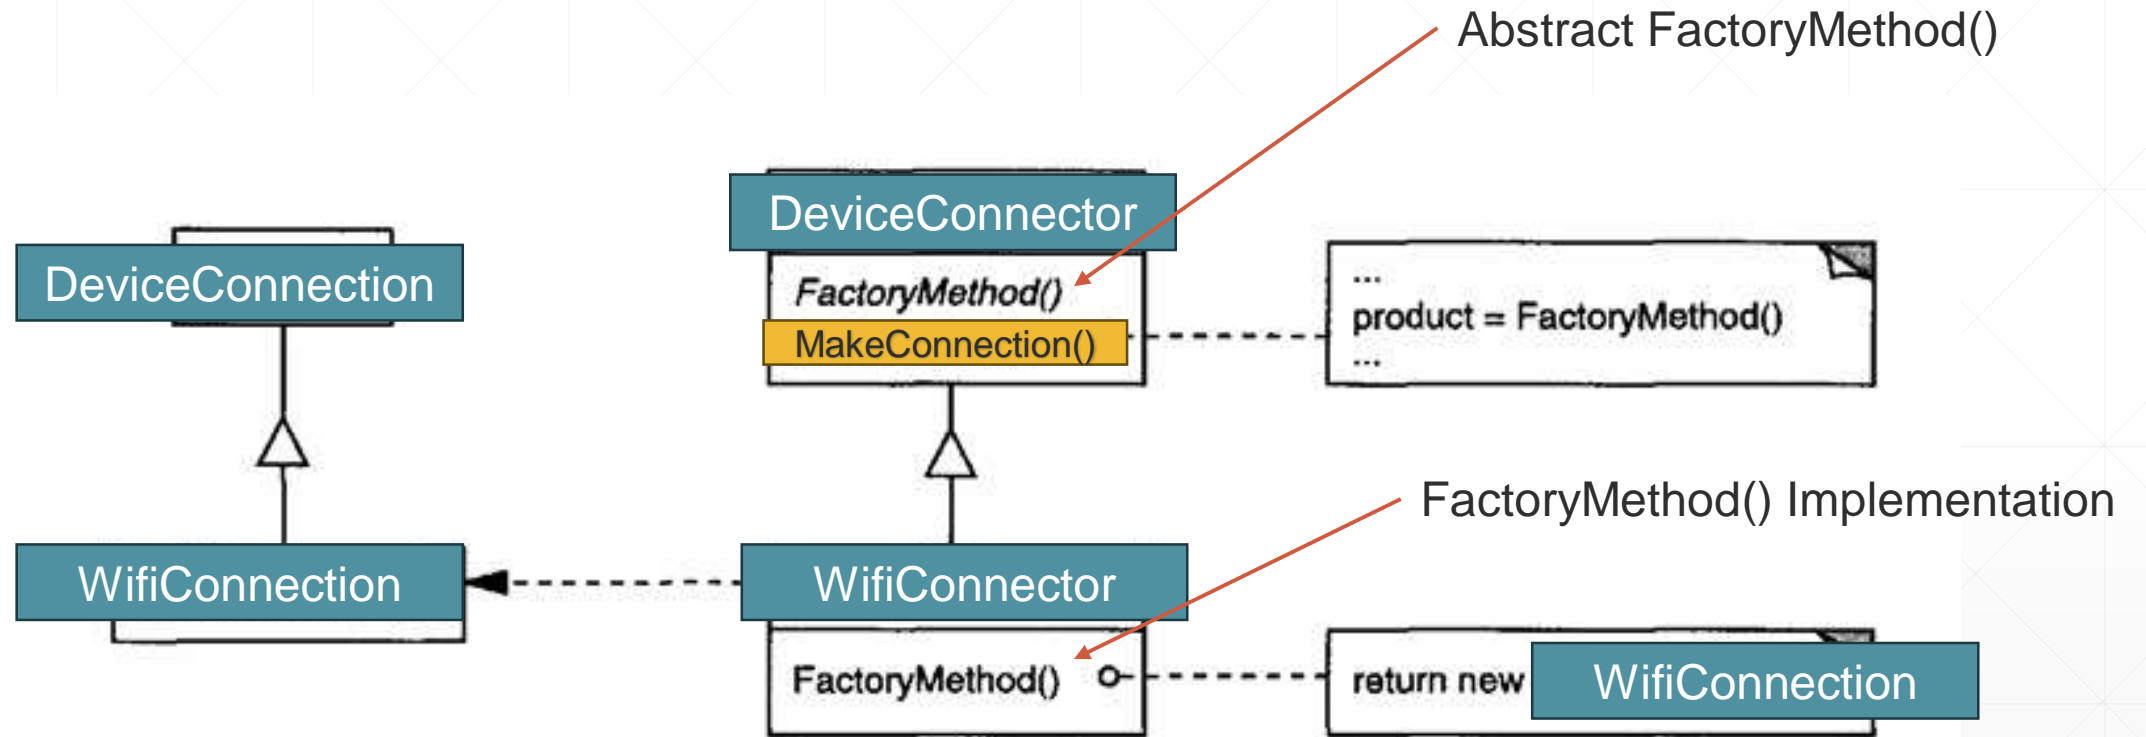 Abstract FactoryMethod()
DeviceConnector
DeviceConnection
FactoryMethod()
MakeConnection()
...
product = FactoryMethod()
...
FactoryMethod() Implementation
WifiConnection
WifiConnector
FactoryMethod()
return new WifiConnection